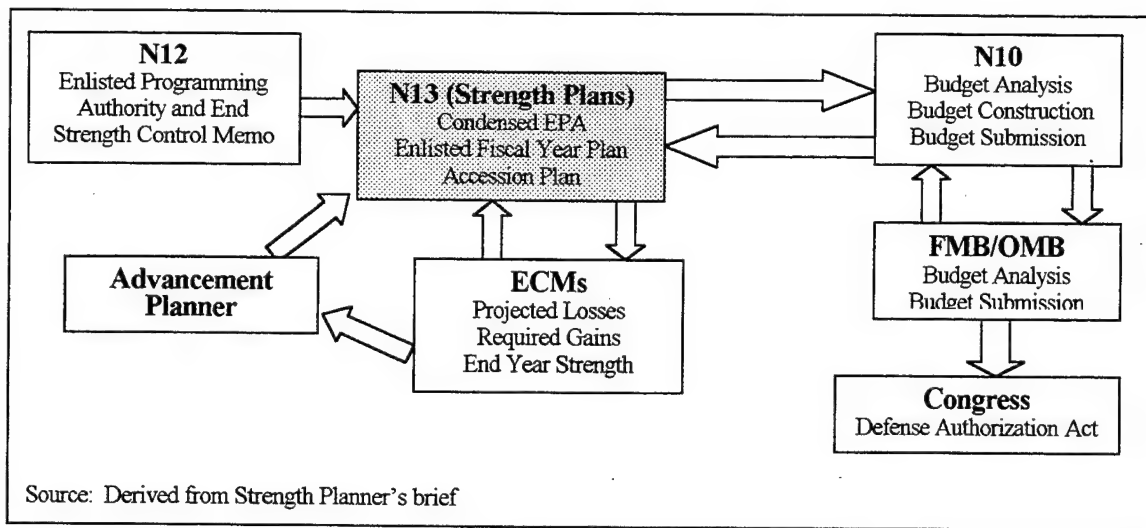 N12
Enlisted Programming
Authority and End
Strength Control Memo
N13 (Strength Plans)
Condensed EPA
Enlisted Fiscal Year Plan
Accession Plan
N10
Budget Analysis
Budget Construction
Budget Submission
Advancement
Planner
ECMs
Projected Losses
Required Gains
End Year Strength
FMB/OMB
Budget Analysis
Budget Submission
Congress
Defense Authorization Act
Source: Derived from Strength Planner's brief